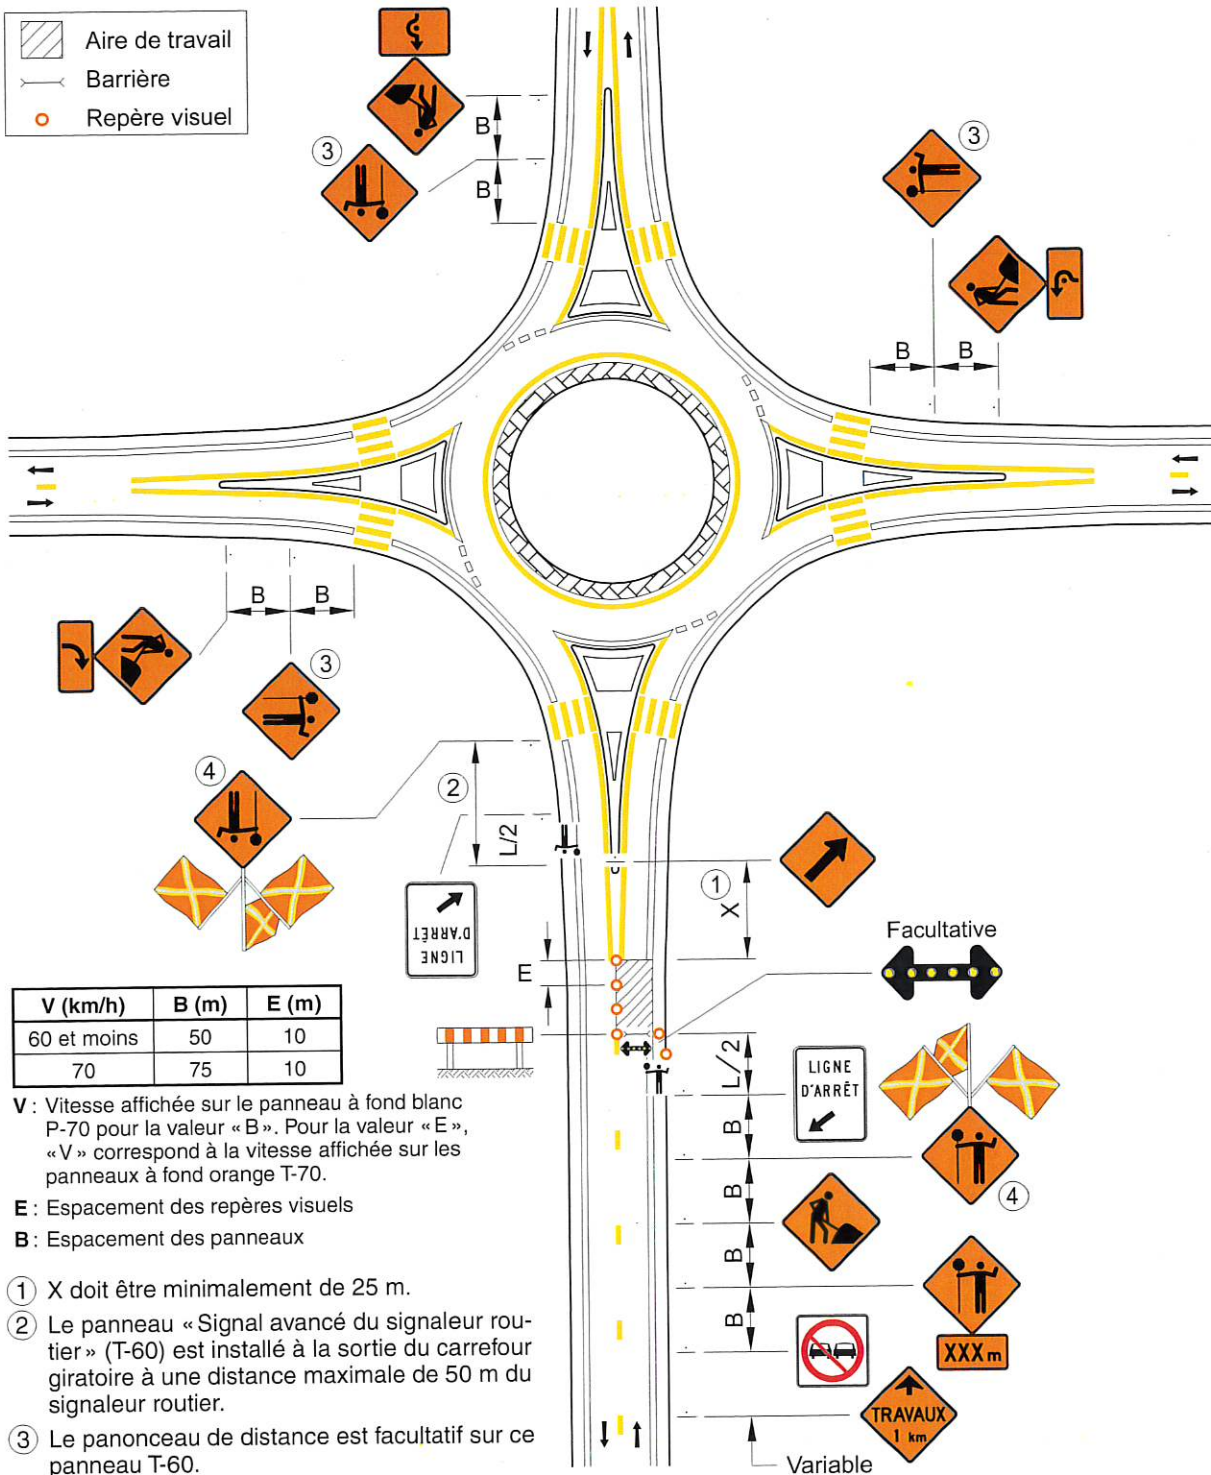 Aire de travail
Barrière
Repère visuel
B
B
3
3
B
B
B
B
3
4
2
L/2
LIGNE
D'ARRÊT
1
X
E
Facultative
V (km/h) B (m) E (m)
60 et moins 50 10
70 75 10
L/2
LIGNE
D'ARRÊT
B
B
B
B
4
XXX m
TRAVAUX
1 km
Variable
V : Vitesse affichée sur le panneau à fond blanc
P-70 pour la valeur « B ». Pour la valeur « E »,
« V » correspond à la vitesse affichée sur les
panneaux à fond orange T-70.
E : Espacement des repères visuels
B : Espacement des panneaux
1 X doit être minimalement de 25 m.
2 Le panneau « Signal avancé du signaleur rou-
tier » (T-60) est installé à la sortie du carrefour
giratoire à une distance maximale de 50 m du
signaleur routier.
3 Le panonceau de distance est facultatif sur ce
panneau T-60.